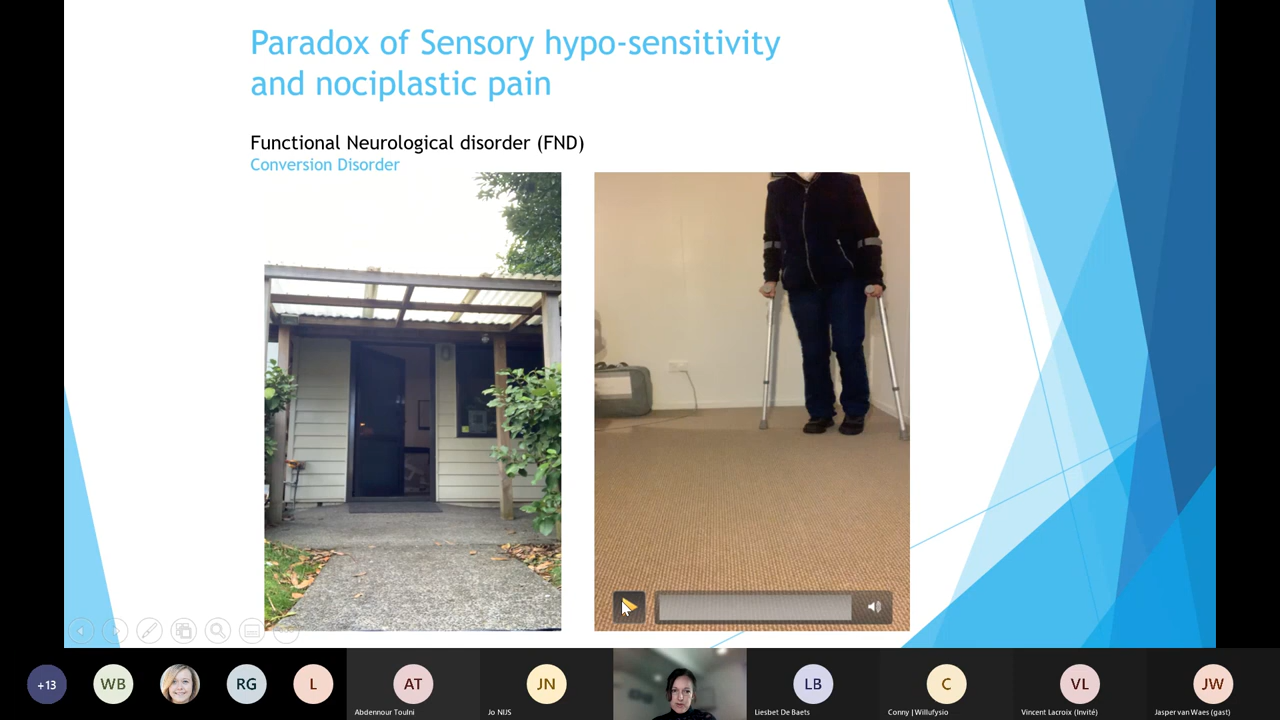 Paradox of Sensory hypo-sensitivity
and nociplastic pain
Functional Neurological disorder (FND)
Conversion Disorder
+13
WB
RG
L
AT
JN
LB
C
VL
JW
Abdennour Toulni
Jo NIJS
Liesbet De Baets
Conny | Willufysio
Vincent Lacroix (Invité)
Jasper van Waes (gast)